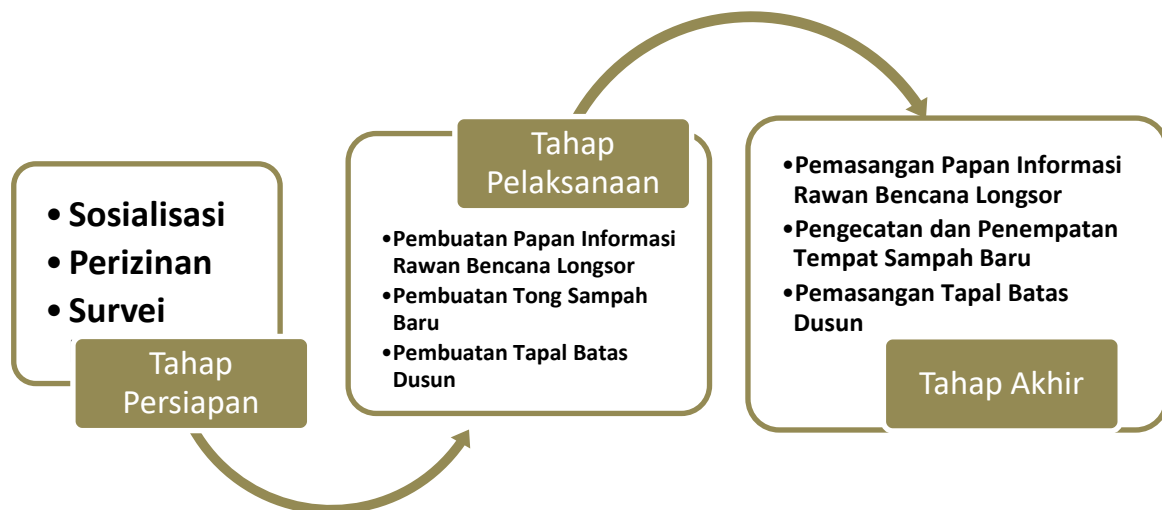 • Sosialisasi
• Perizinan
• Survei
Tahap
Persiapan
Tahap
Pelaksanaan
•Pembuatan Papan Informasi
Rawan Bencana Longsor
•Pembuatan Tong Sampah
Baru
•Pembuatan Tapal Batas
Dusun
•Pemasangan Papan Informasi
Rawan Bencana Longsor
•Pengecatan dan Penempatan
Tempat Sampah Baru
•Pemasangan Tapal Batas
Dusun
Tahap Akhir